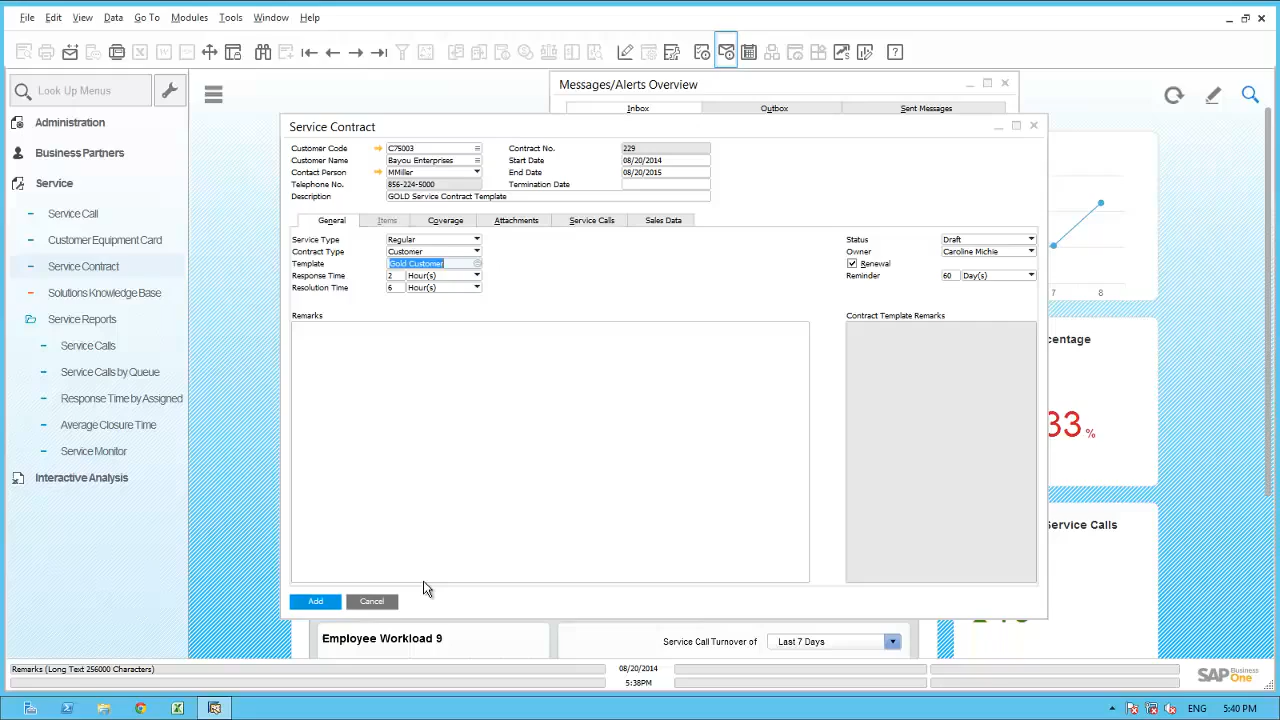 File Edit View Data Go To Modules Tools Window Help
Look Up Menus
Administration
Business Partners
Service
Service Call
Customer Equipment Card
Service Contract
Solutions Knowledge Base
Service Reports
Service Calls
Service Calls by Queue
Response Time by Assigned
Average Closure Time
Service Monitor
Interactive Analysis
Messages/Alerts Overview
Inbox Outbox Sent Messages
Service Contract
Customer Code C75003 Contract No. 229
Customer Name Bayou Enterprises Start Date 08/20/2014
Contact Person MMiller End Date 08/20/2015
Telephone No. 856-224-5000 Termination Date
Description GOLD Service Contract Template
General Items Coverage Attachments Service Calls Sales Data
Service Type Regular Status Draft
Contract Type Customer Owner Caroline Michie
Template Gold Customer Renewal
Response Time 2 Hour(s) Reminder 60 Day(s)
Resolution Time 6 Hour(s)
Remarks Contract Template Remarks
Add Cancel
7 8
centage
33 %
Service Calls
Employee Workload 9 Service Call Turnover of Last 7 Days
Remarks (Long Text 256000 Characters) 08/20/2014
5:38PM
SAP Business One
ENG 5:40 PM